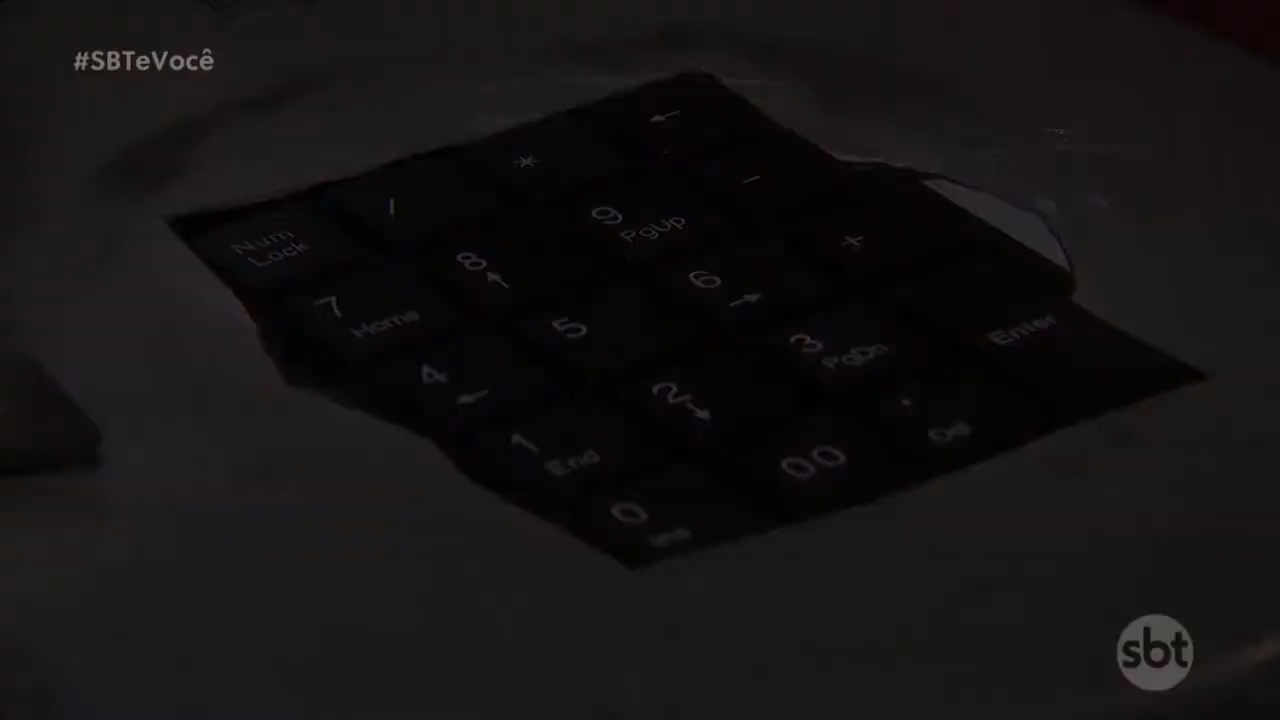 #SBTeVocê
←
*
/
−
9
PgUp
Num
Lock
8
+
6
7
Home
5
3
PgDn
Enter
4
2
.
Del
1
End
00
0
sbt